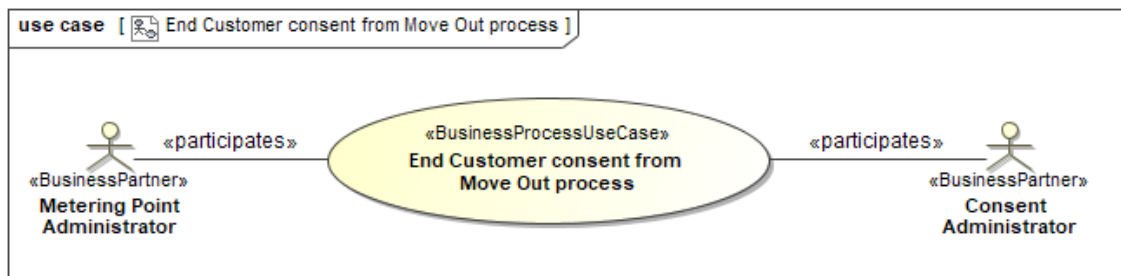 use case [ End Customer consent from Move Out process ]
«participates»
«BusinessProcessUseCase»
End Customer consent from
Move Out process
«participates»
«BusinessPartner»
Metering Point
Administrator
«BusinessPartner»
Consent
Administrator